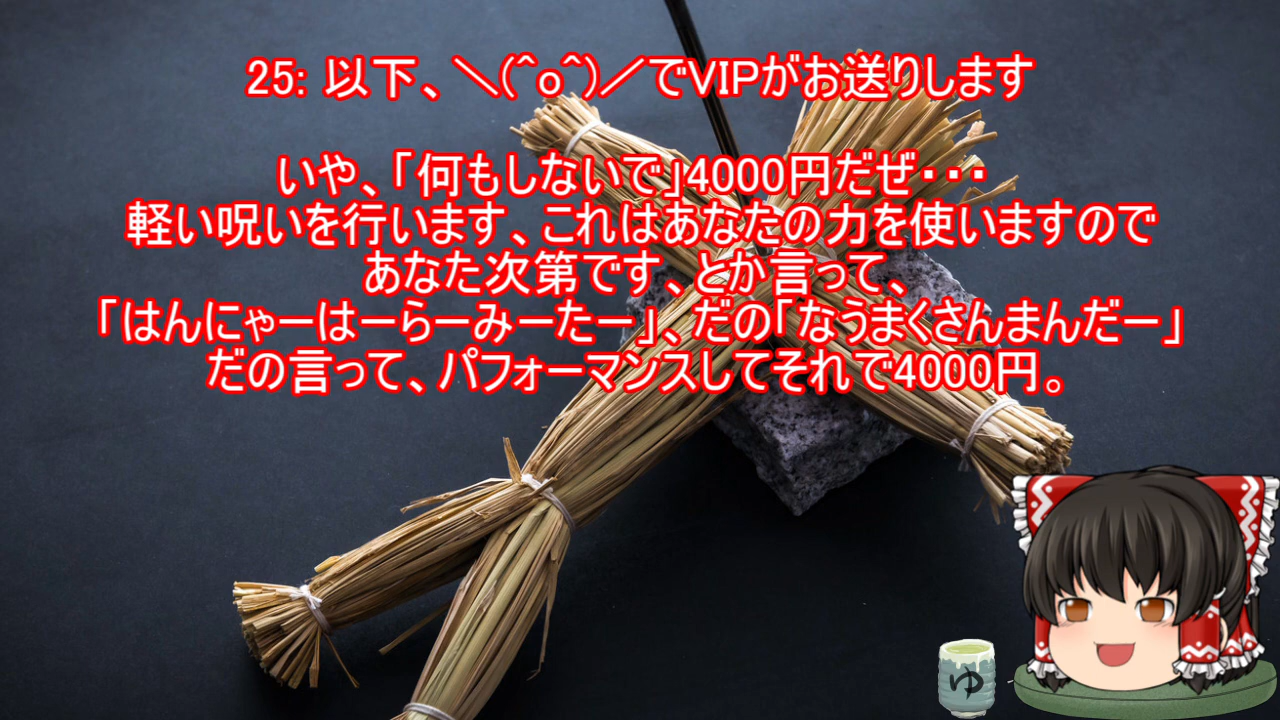 25: 以下、＼(^o^)／でVIPがお送りします
いや、「何もしないで」4000円だぜ・・・
軽い呪いを行います、これはあなたの力を使いますので
あなた次第です、とか言って、
「はんにゃーはーらーみーたー」、だの「なうまくさんまんだー」
だの言って、パフォーマンスしてそれで4000円。
ゆ